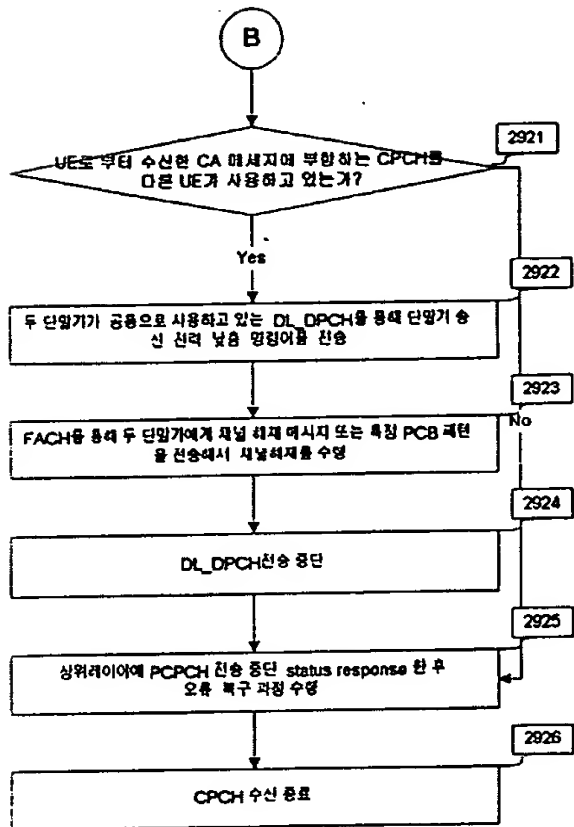 B
2921
UE로 부터 수신한 CA 메세지에 부합하는 CPCH를
다른 UE가 사용하고 있는가?
Yes
2922
두 단말기가 공용으로 사용하고 있는 DL_DPCH을 통해 단말기 송
신 전력 낮춤 명령어를 전송
2923
No
FACH을 통해 두 단말기에게 채널 해제 메시지 또는 특정 PCB 패턴
을 전송해서 채널해제를 수행
2924
DL_DPCH전송 중단
2925
상위레이어에 PCPCH 전송 중단 status response 한 후
오류 복구 과정 수행
2926
CPCH 수신 종료